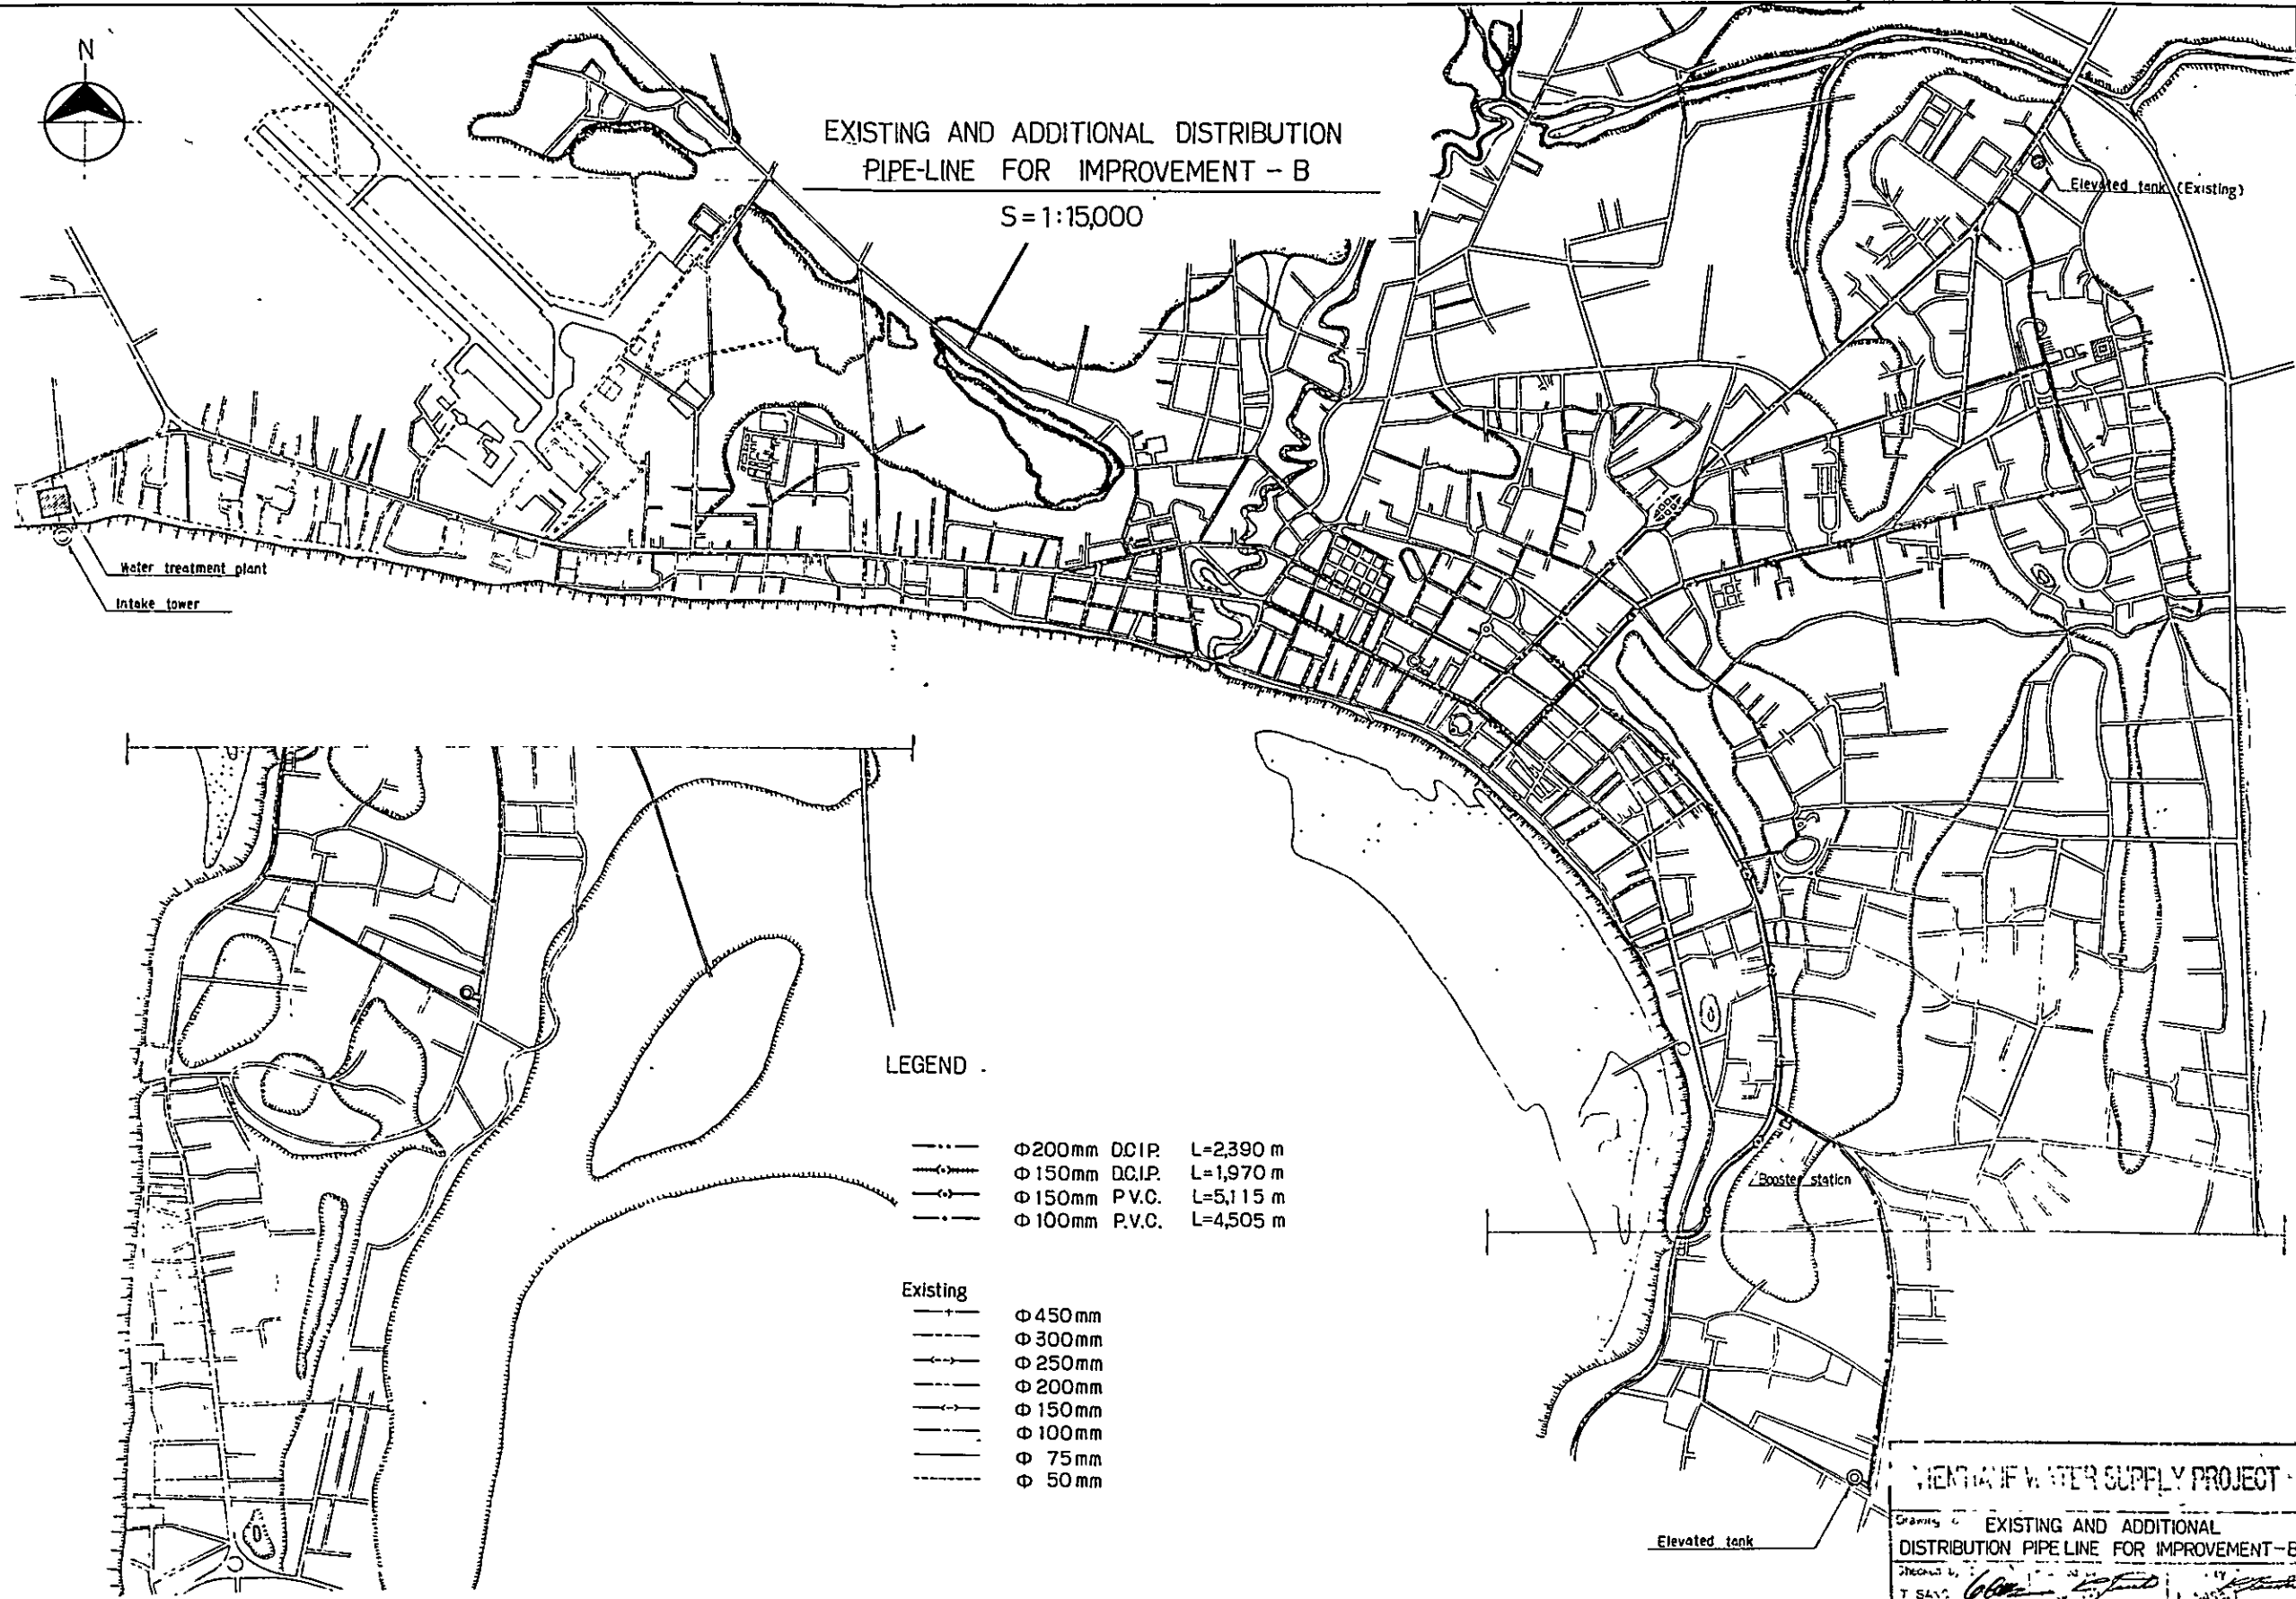 N
EXISTING AND ADDITIONAL DISTRIBUTION
PIPE-LINE FOR IMPROVEMENT - B
S=1:15,000
Elevated tank (Existing)
Water treatment plant
Intake tower
LEGEND
Φ200mm D.C.I.P. L=2,390 m
Φ150mm D.C.I.P. L=1,970 m
Φ150mm P.V.C. L=5,115 m
Φ100mm P.V.C. L=4,505 m
Booster station
Existing
Φ450mm
Φ300mm
Φ250mm
Φ200mm
Φ150mm
Φ100mm
Φ 75mm
Φ 50mm
Elevated tank
VIENTIANE WATER SUPPLY PROJECT
EXISTING AND ADDITIONAL
DISTRIBUTION PIPE LINE FOR IMPROVEMENT-B